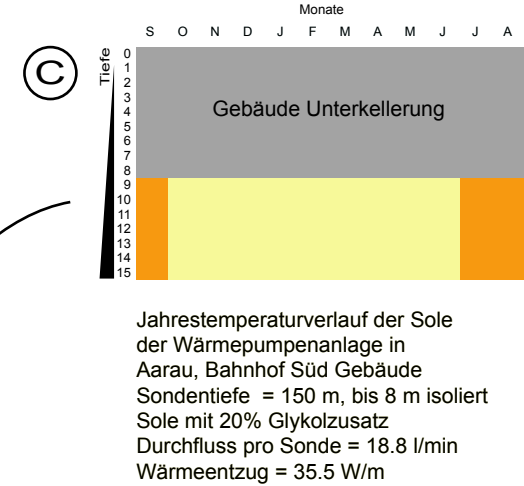 Monate
S O N D J F M A M J J A
C
Tiefe
0
1
2
3
4
5
6
7
8
9
10
11
12
13
14
15
Gebäude Unterkellerung
Jahrestemperaturverlauf der Sole
der Wärmepumpenanlage in
Aarau, Bahnhof Süd Gebäude
Sondentiefe = 150 m, bis 8 m isoliert
Sole mit 20% Glykolzusatz
Durchfluss pro Sonde = 18.8 l/min
Wärmeentzug = 35.5 W/m